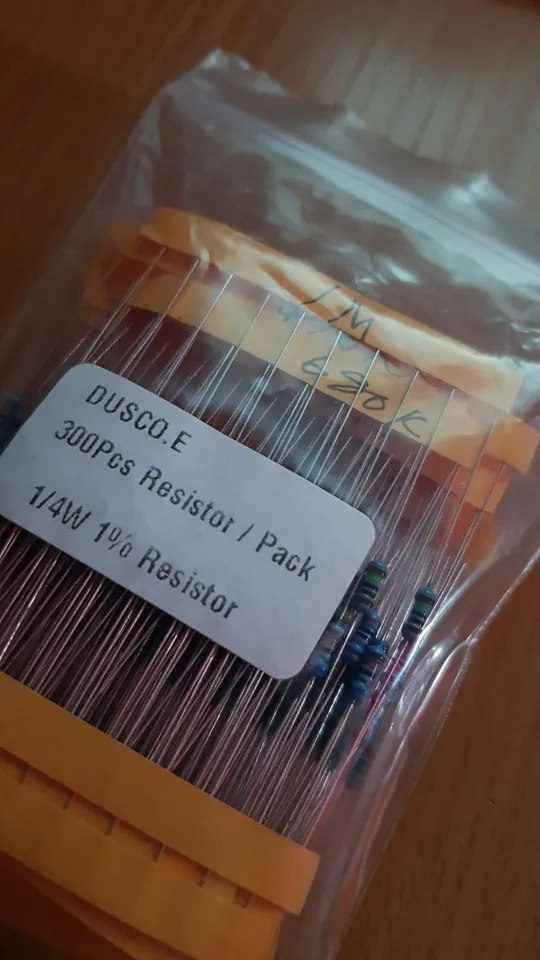 1M
680K
DUSCO.E
300Pcs Resistor / Pack
1/4W 1% Resistor